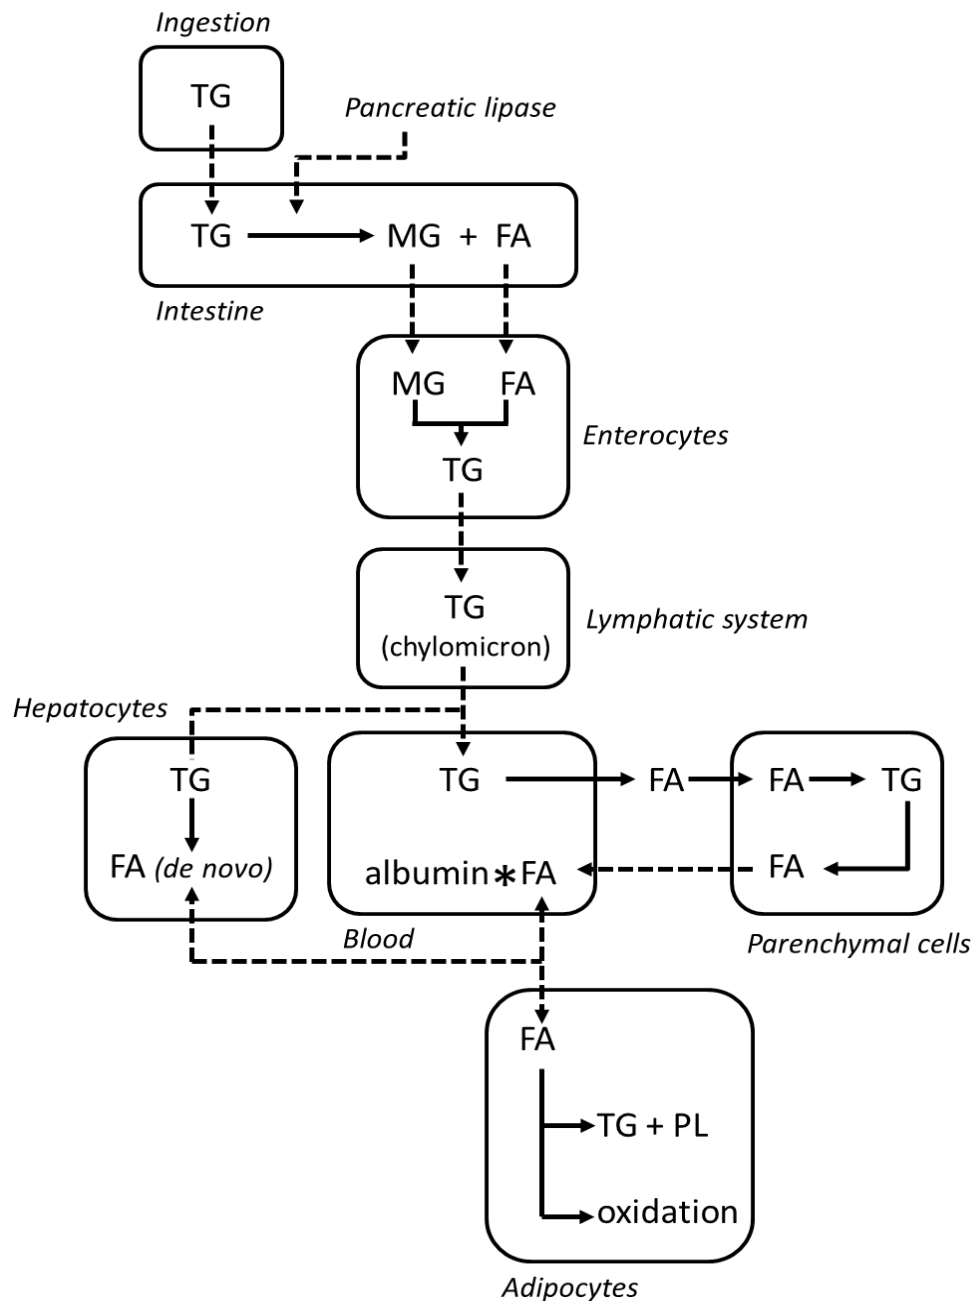 Ingestion
TG
Pancreatic lipase
TG MG + FA
Intestine
MG FA
Enterocytes
TG
TG
Lymphatic system
(chylomicron)
Hepatocytes
TG TG FA FA TG
FA (de novo) albumin*FA FA
Blood
Parenchymal cells
FA
TG + PL
oxidation
Adipocytes